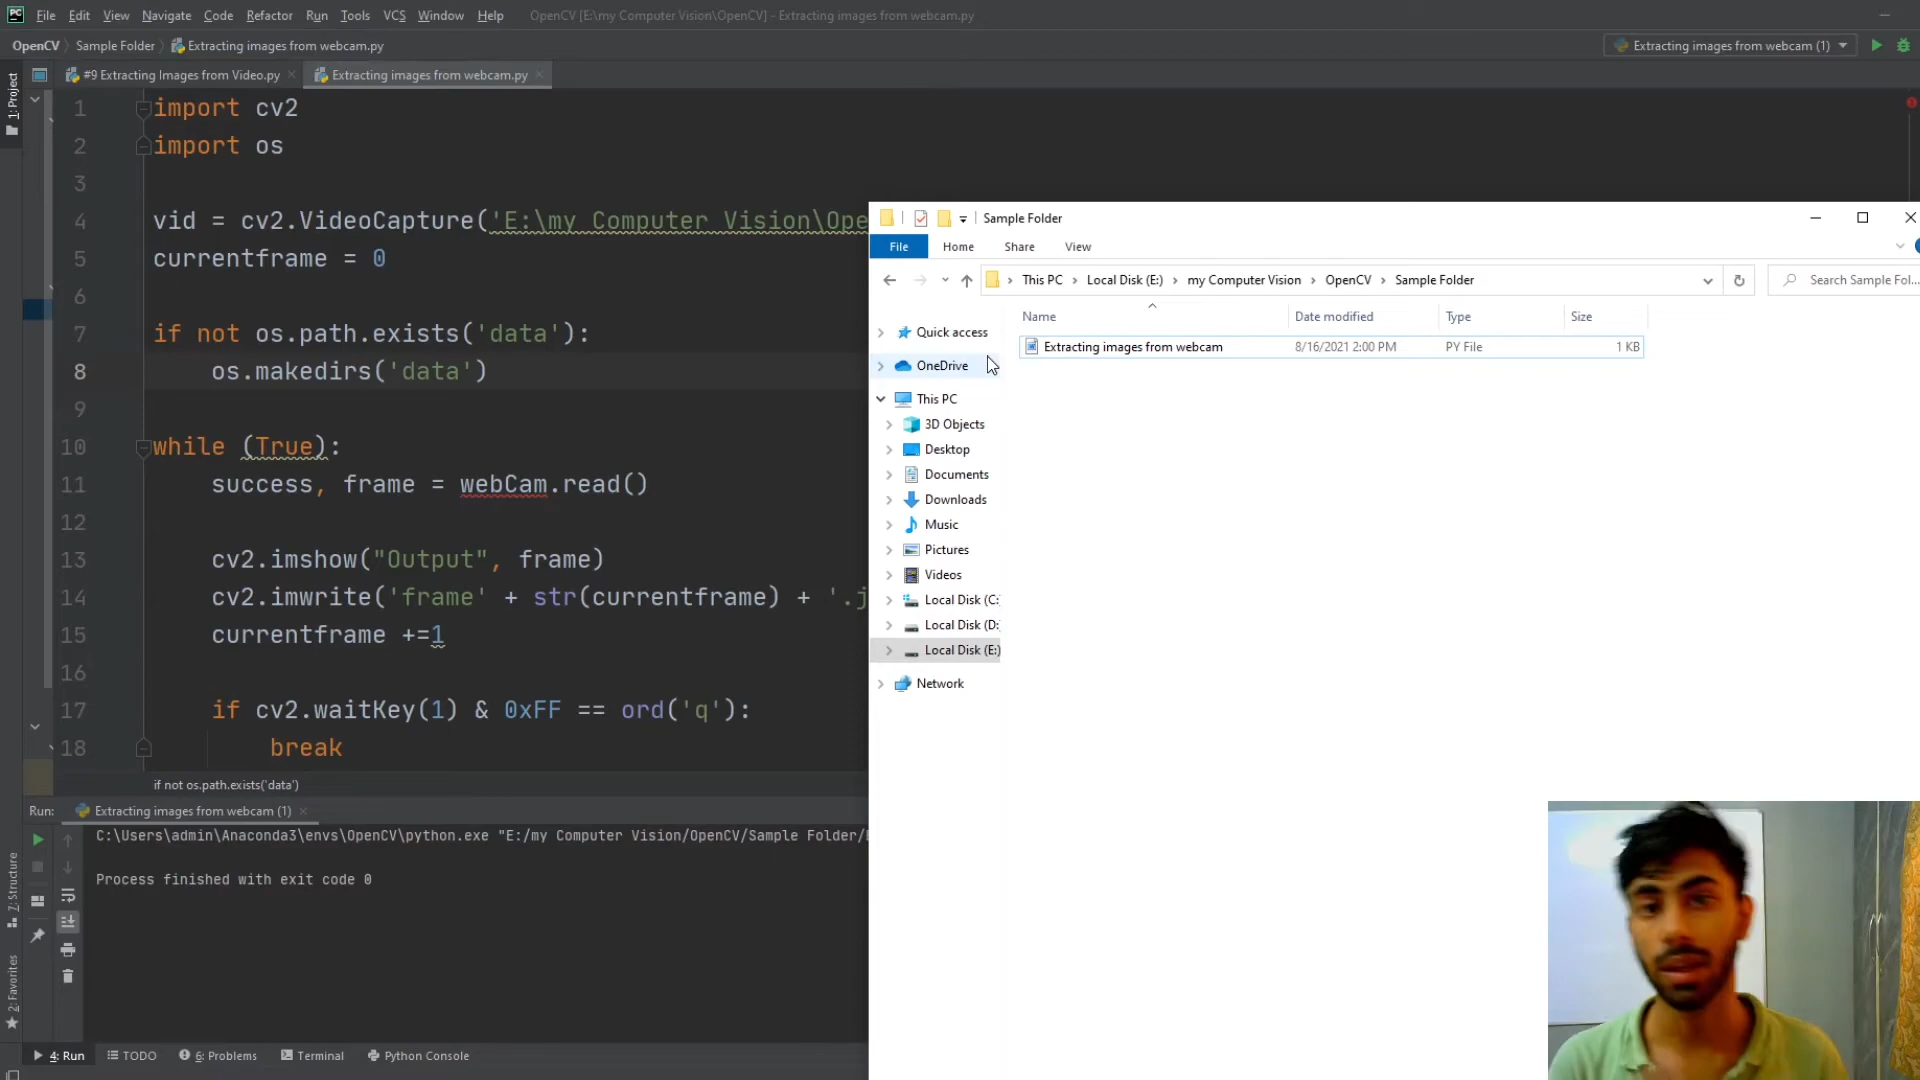 PC File Edit View Navigate Code Refactor Run Tools VCS Window Help OpenCV [E:\my Computer Vision\OpenCV] - Extracting images from webcam.py
OpenCV Sample Folder Extracting images from webcam.py Extracting images from webcam (1)
#9 Extracting Images from Video.py Extracting images from webcam.py
1: Project
1 import cv2
2 import os
3
4 vid = cv2.VideoCapture('E:\my Computer Vision\Ope
5 currentframe = 0
6
7 if not os.path.exists('data'):
8 os.makedirs('data')
9
10 while (True):
11 success, frame = webCam.read()
12
13 cv2.imshow("Output", frame)
14 cv2.imwrite('frame' + str(currentframe) + '.j
15 currentframe +=1
16
17 if cv2.waitKey(1) & 0xFF == ord('q'):
18 break
if not os.path.exists('data')
Run: Extracting images from webcam (1)
C:\Users\admin\Anaconda3\envs\OpenCV\python.exe "E:/my Computer Vision/OpenCV/Sample Folder/
Process finished with exit code 0
7: Structure
2: Favorites
4: Run TODO 6: Problems Terminal Python Console
Sample Folder
File Home Share View
This PC Local Disk (E:) my Computer Vision OpenCV Sample Folder Search Sample Fol...
Name Date modified Type Size
Extracting images from webcam 8/16/2021 2:00 PM PY File 1 KB
Quick access
OneDrive
This PC
3D Objects
Desktop
Documents
Downloads
Music
Pictures
Videos
Local Disk (C:
Local Disk (D:
Local Disk (E:)
Network